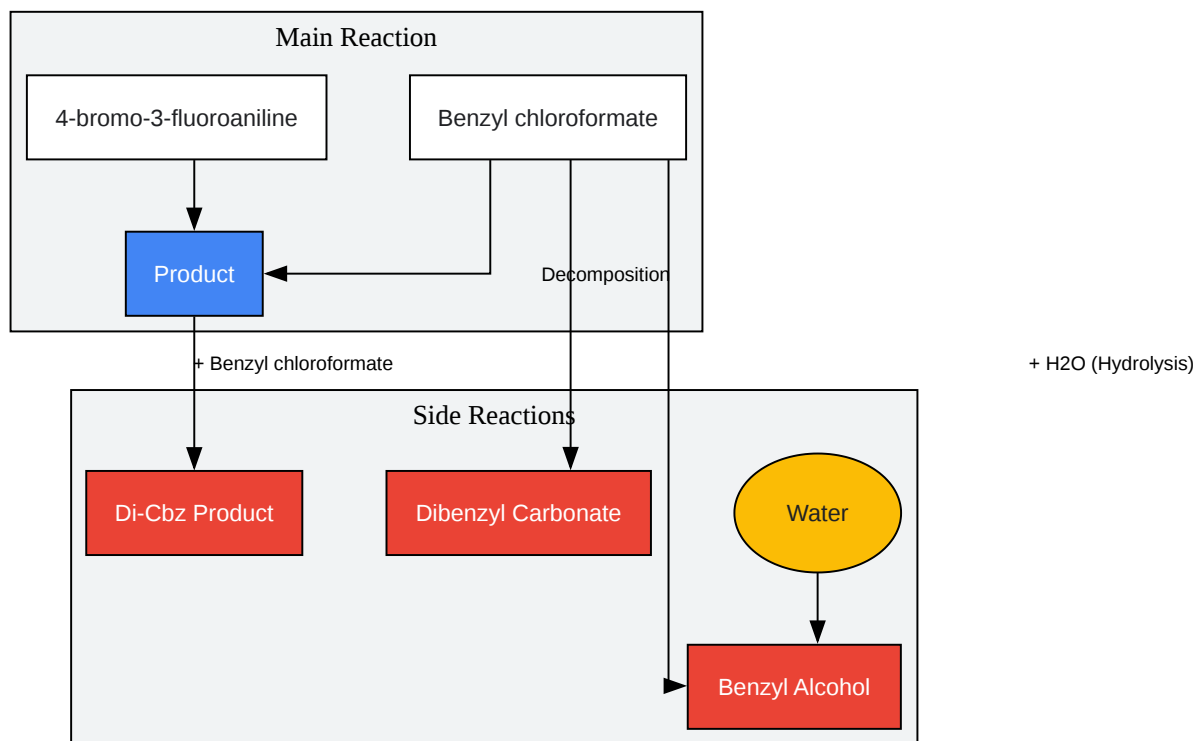 Main Reaction
4-bromo-3-fluoroaniline
Benzyl chloroformate
Product
Decomposition
+ Benzyl chloroformate
+ H2O (Hydrolysis)
Side Reactions
Di-Cbz Product
Dibenzyl Carbonate
Water
Benzyl Alcohol